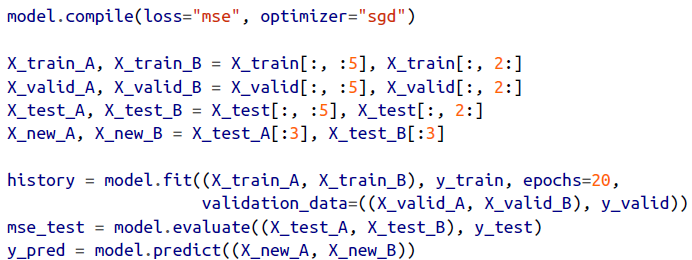 model.compile(loss="mse", optimizer="sgd")
X_train_A, X_train_B = X_train[:, :5], X_train[:, 2:]
X_valid_A, X_valid_B = X_valid[:, :5], X_valid[:, 2:]
X_test_A, X_test_B = X_test[:, :5], X_test[:, 2:]
X_new_A, X_new_B = X_test_A[:3], X_test_B[:3]
history = model.fit((X_train_A, X_train_B), y_train, epochs=20,
                    validation_data=((X_valid_A, X_valid_B), y_valid))
mse_test = model.evaluate((X_test_A, X_test_B), y_test)
y_pred = model.predict((X_new_A, X_new_B))